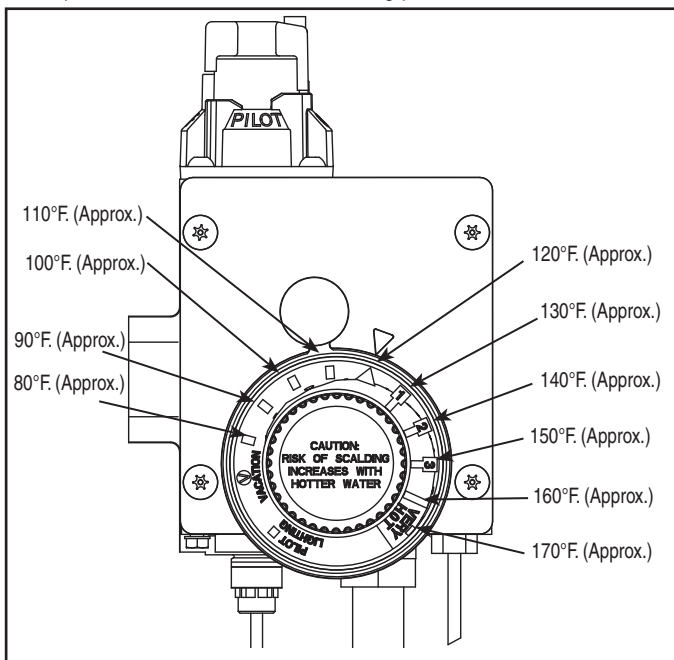 PILOT
110°F. (Approx.)
100°F. (Approx.)
90°F. (Approx.)
80°F. (Approx.)
120°F. (Approx.)
130°F. (Approx.)
140°F. (Approx.)
150°F. (Approx.)
160°F. (Approx.)
170°F. (Approx.)
1
2
3
VERY
HOT
CAUTION:
RISK OF SCALDING
INCREASES WITH
HOTTER WATER
VACATION
PILOT
LIGHTING